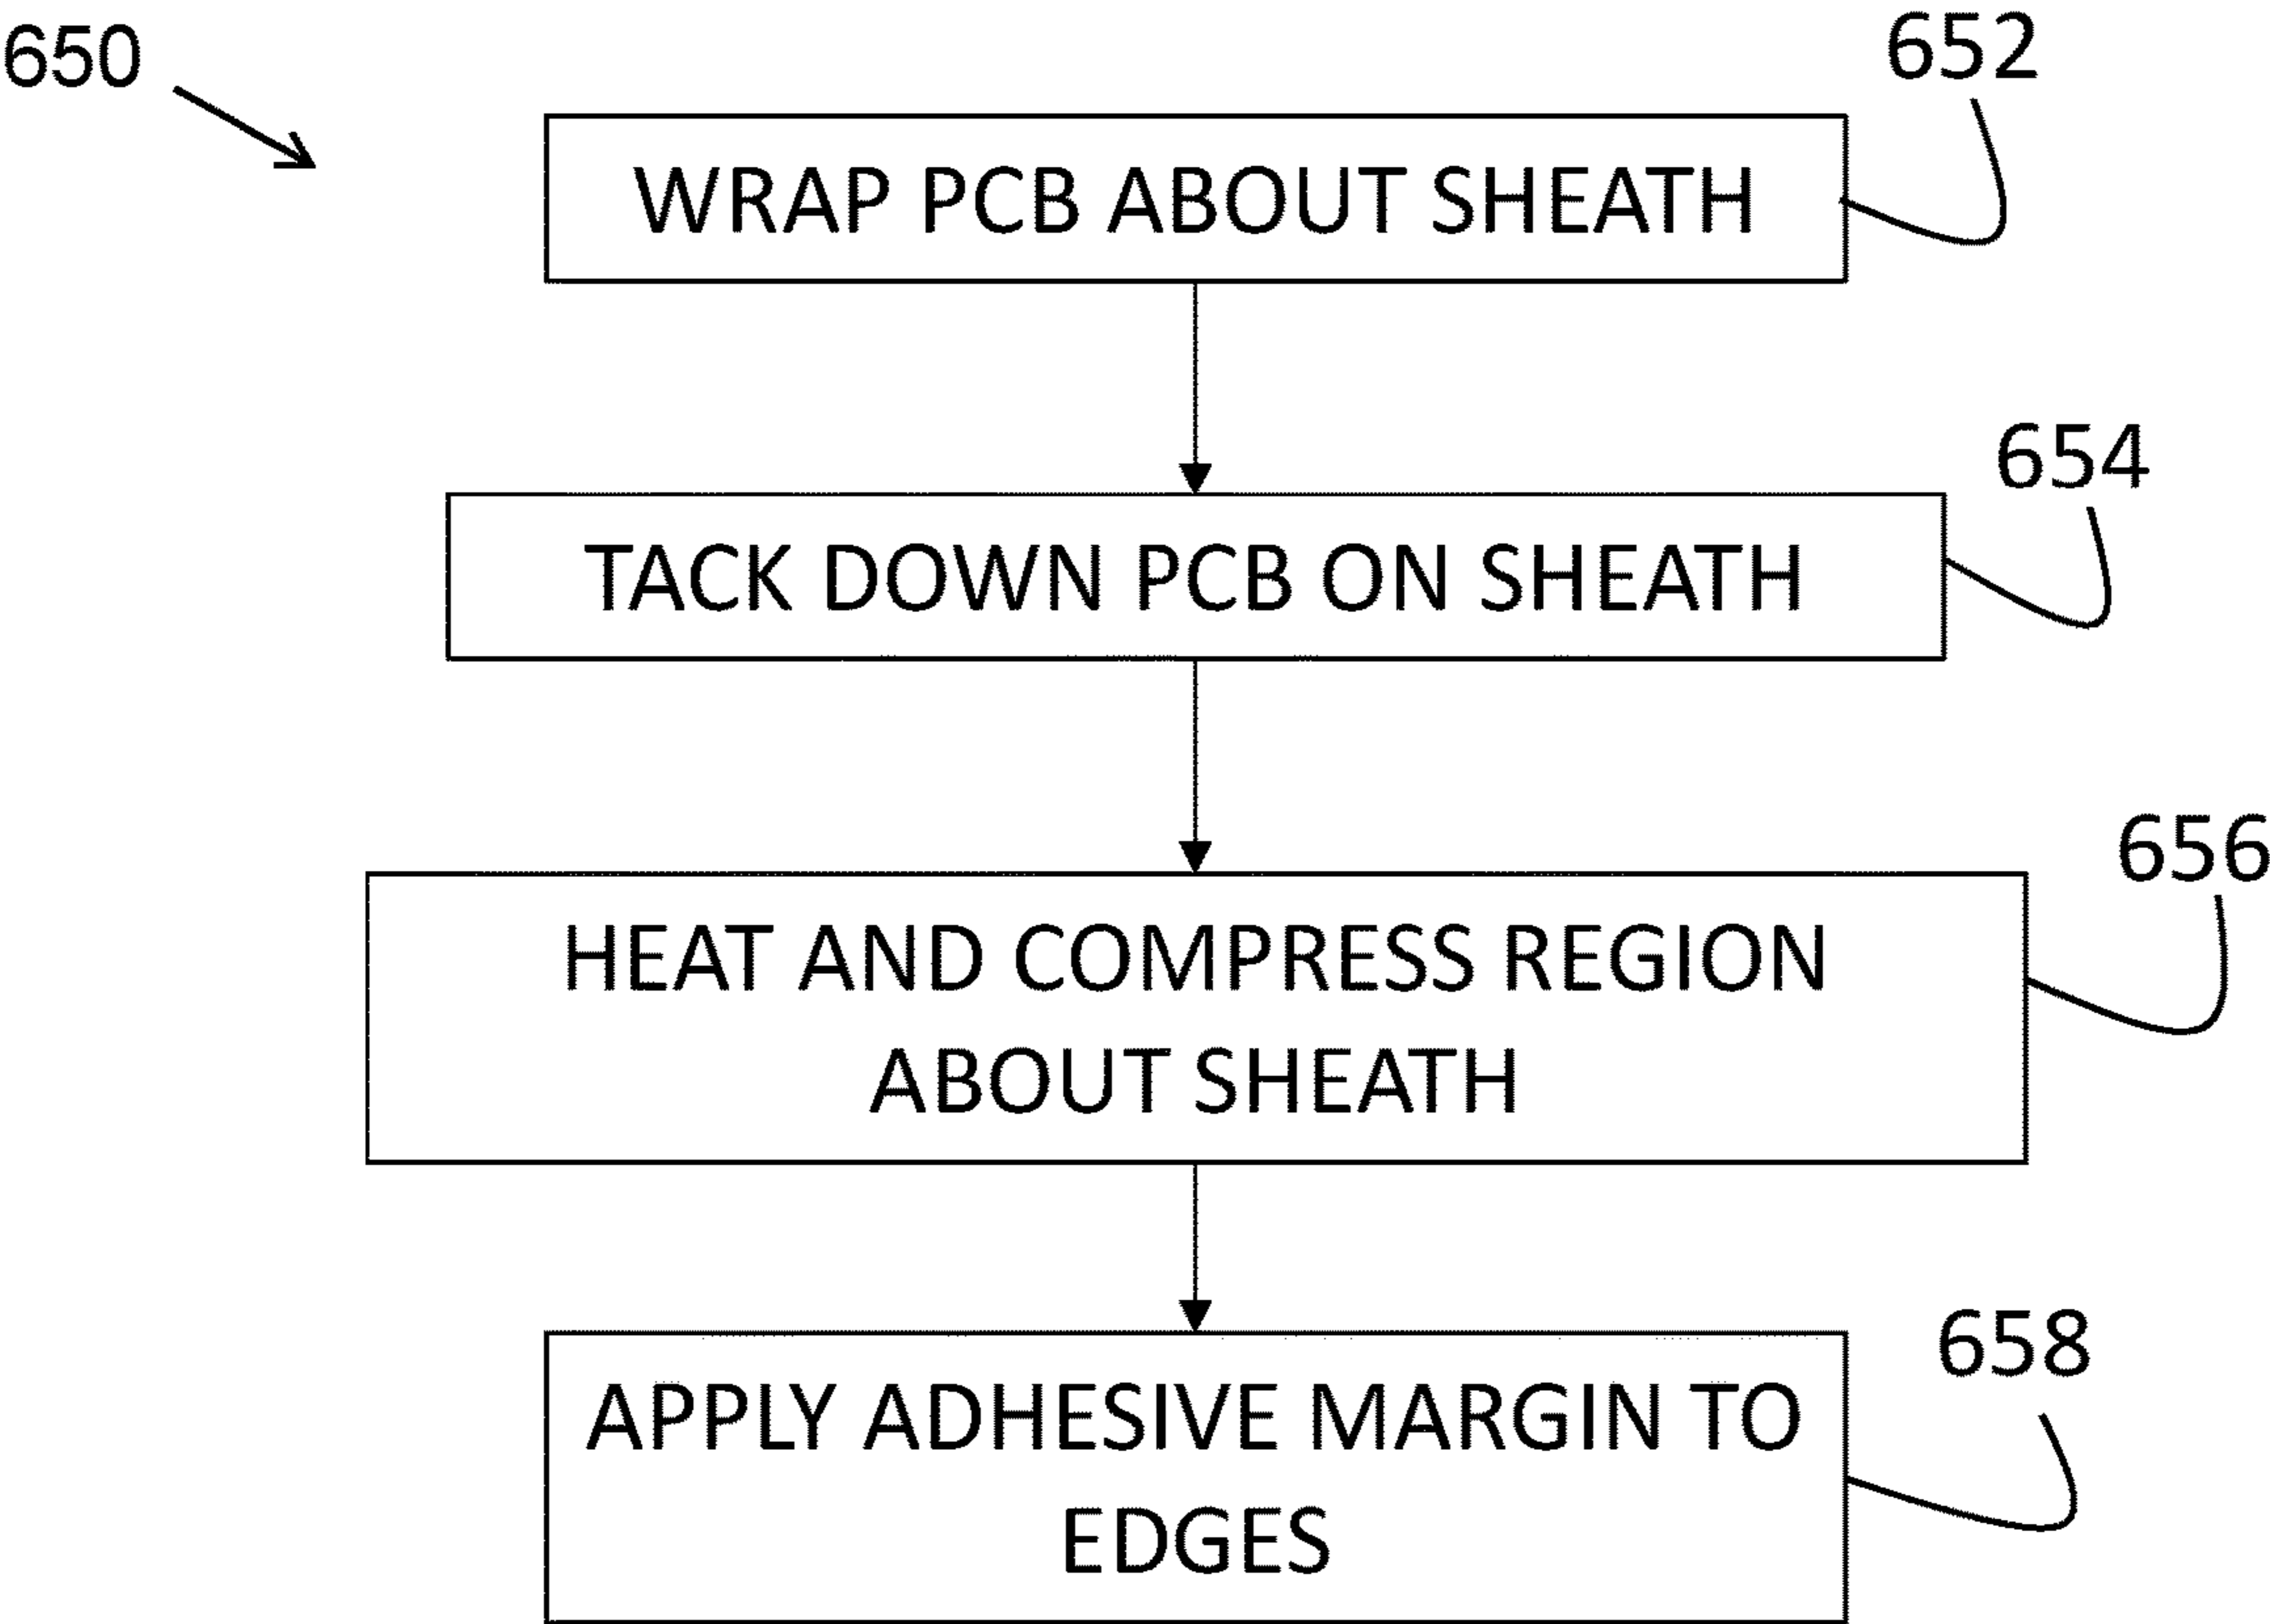 650
652
WRAP PCB ABOUT SHEATH
654
TACK DOWN PCB ON SHEATH
656
HEAT AND COMPRESS REGION
ABOUT SHEATH
658
APPLY ADHESIVE MARGIN TO
EDGES